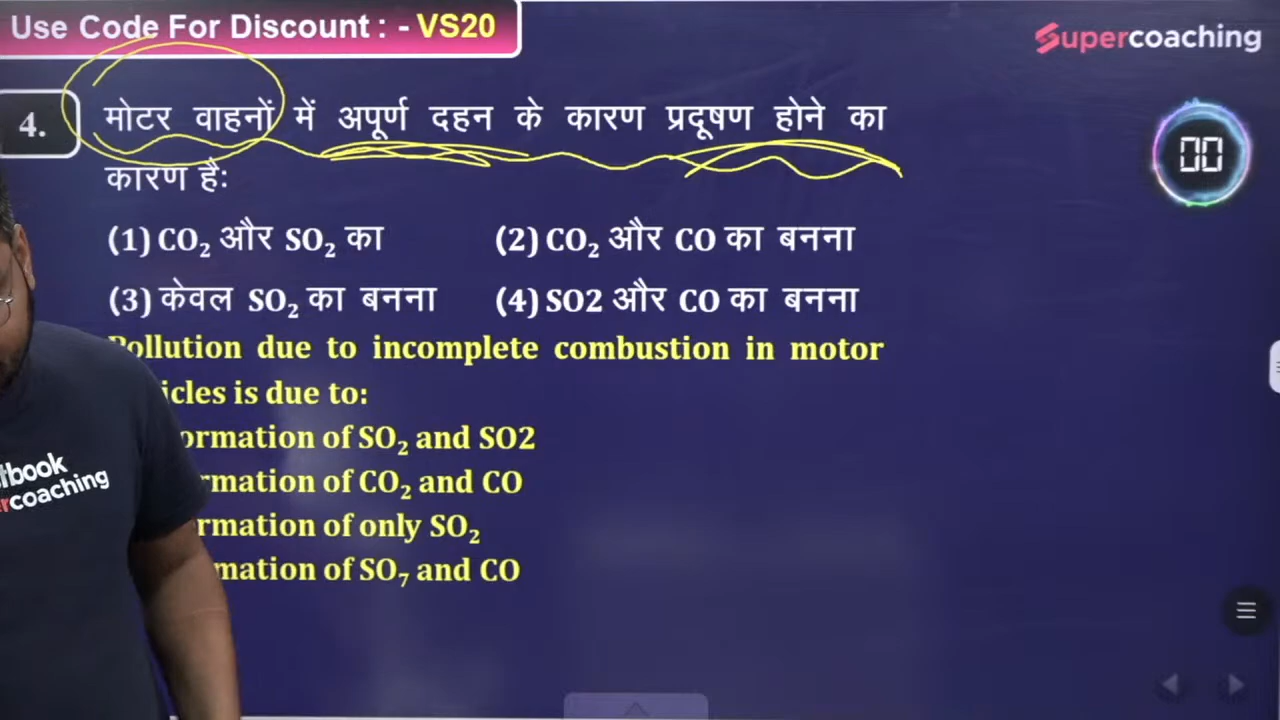 Use Code For Discount : - VS20
Supercoaching
4. मोटर वाहनों में अपूर्ण दहन के कारण प्रदूषण होने का
कारण हैः
00
(1) CO₂ और SO₂ का (2) CO₂ और CO का बनना
(3) केवल SO₂ का बनना (4) SO2 और CO का बनना
Pollution due to incomplete combustion in motor
icles is due to:
ormation of SO₂ and SO2
rmation of CO₂ and CO
rmation of only SO₂
mation of SO₇ and CO
tbook
rcoaching